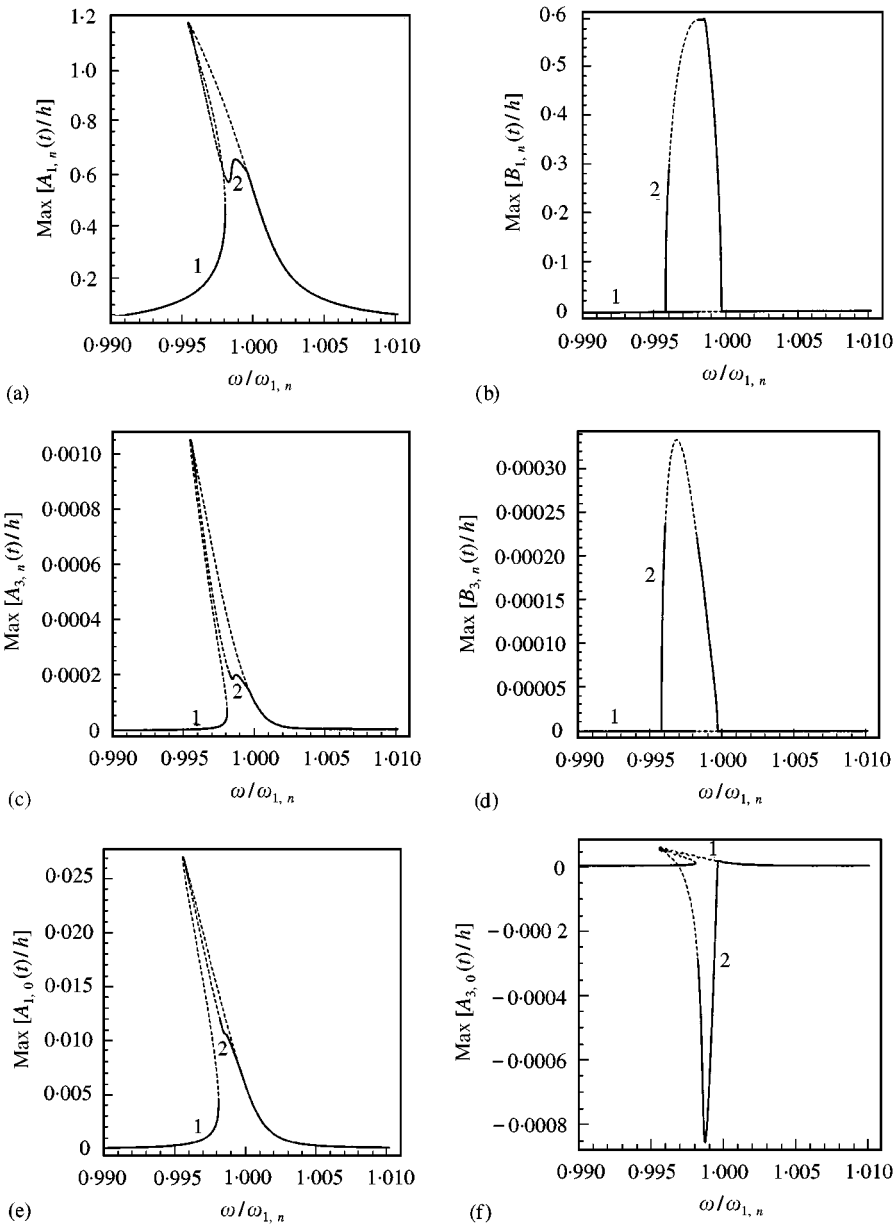 Max [A1, n(t)/h]
1·2
1·0
0·8
0·6
0·4
0·2
2
1
0·990 0·995 1·000 1·005 1·010
ω/ω1, n
(a)
Max [B1, n(t)/h]
0·6
0·5
0·4
0·3
0·2
0·1
0
2
1
0·990 0·995 1·000 1·005 1·010
ω/ω1, n
(b)
Max [A3, n(t)/h]
0·0010
0·0008
0·0006
0·0004
0·0002
0
2
1
0·990 0·995 1·000 1·005 1·010
ω/ω1, n
(c)
Max [B3, n(t)/h]
0·00030
0·00025
0·00020
0·00015
0·00010
0·00005
0
2
1
0·990 0·995 1·000 1·005 1·010
ω/ω1, n
(d)
Max [A1, 0(t)/h]
0·025
0·020
0·015
0·010
0·005
0
2
1
0·990 0·995 1·000 1·005 1·010
ω/ω1, n
(e)
Max [A3, 0(t)/h]
0
−0·000 2
−0·0004
−0·0006
−0·0008
1
2
0·990 0·995 1·000 1·005 1·010
ω/ω1, n
(f)